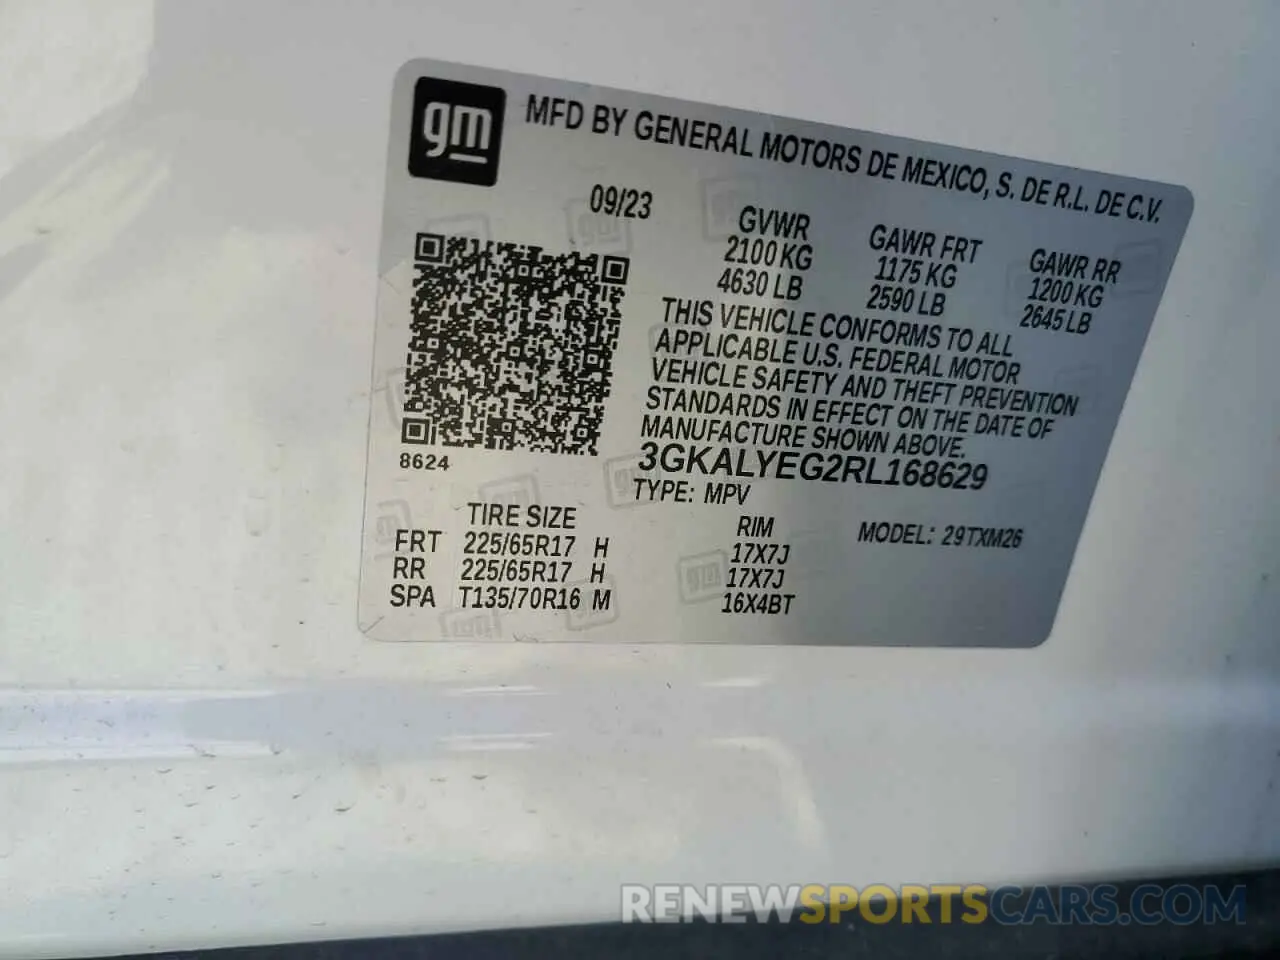 gm
MFD BY GENERAL MOTORS DE MEXICO, S. DE R.L. DE C.V.
09/23
GVWR GAWR FRT GAWR RR
2100 KG 1175 KG 1200 KG
4630 LB 2590 LB 2645 LB
THIS VEHICLE CONFORMS TO ALL
APPLICABLE U.S. FEDERAL MOTOR
VEHICLE SAFETY AND THEFT PREVENTION
STANDARDS IN EFFECT ON THE DATE OF
MANUFACTURE SHOWN ABOVE.
8624
3GKALYEG2RL168629
TYPE: MPV
TIRE SIZE RIM MODEL: 29TXM26
FRT 225/65R17 H 17X7J
RR 225/65R17 H 17X7J
SPA T135/70R16 M 16X4BT
RENEWSPORTSCARS.COM